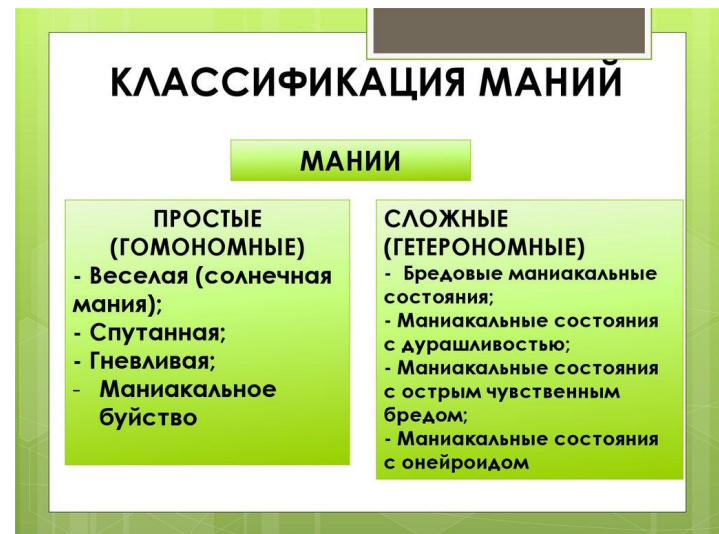 КЛАССИФИКАЦИЯ МАНИЙ
МАНИИ
ПРОСТЫЕ
(ГОМОНОМНЫЕ)
- Веселая (солнечная
мания);
- Спутанная;
- Гневливая;
- Маниакальное
буйство
СЛОЖНЫЕ
(ГЕТЕРОНОМНЫЕ)
- Бредовые маниакальные
состояния;
- Маниакальные состояния
с дурашливостью;
- Маниакальные состояния
с острым чувственным
бредом;
- Маниакальные состояния
с онейроидом